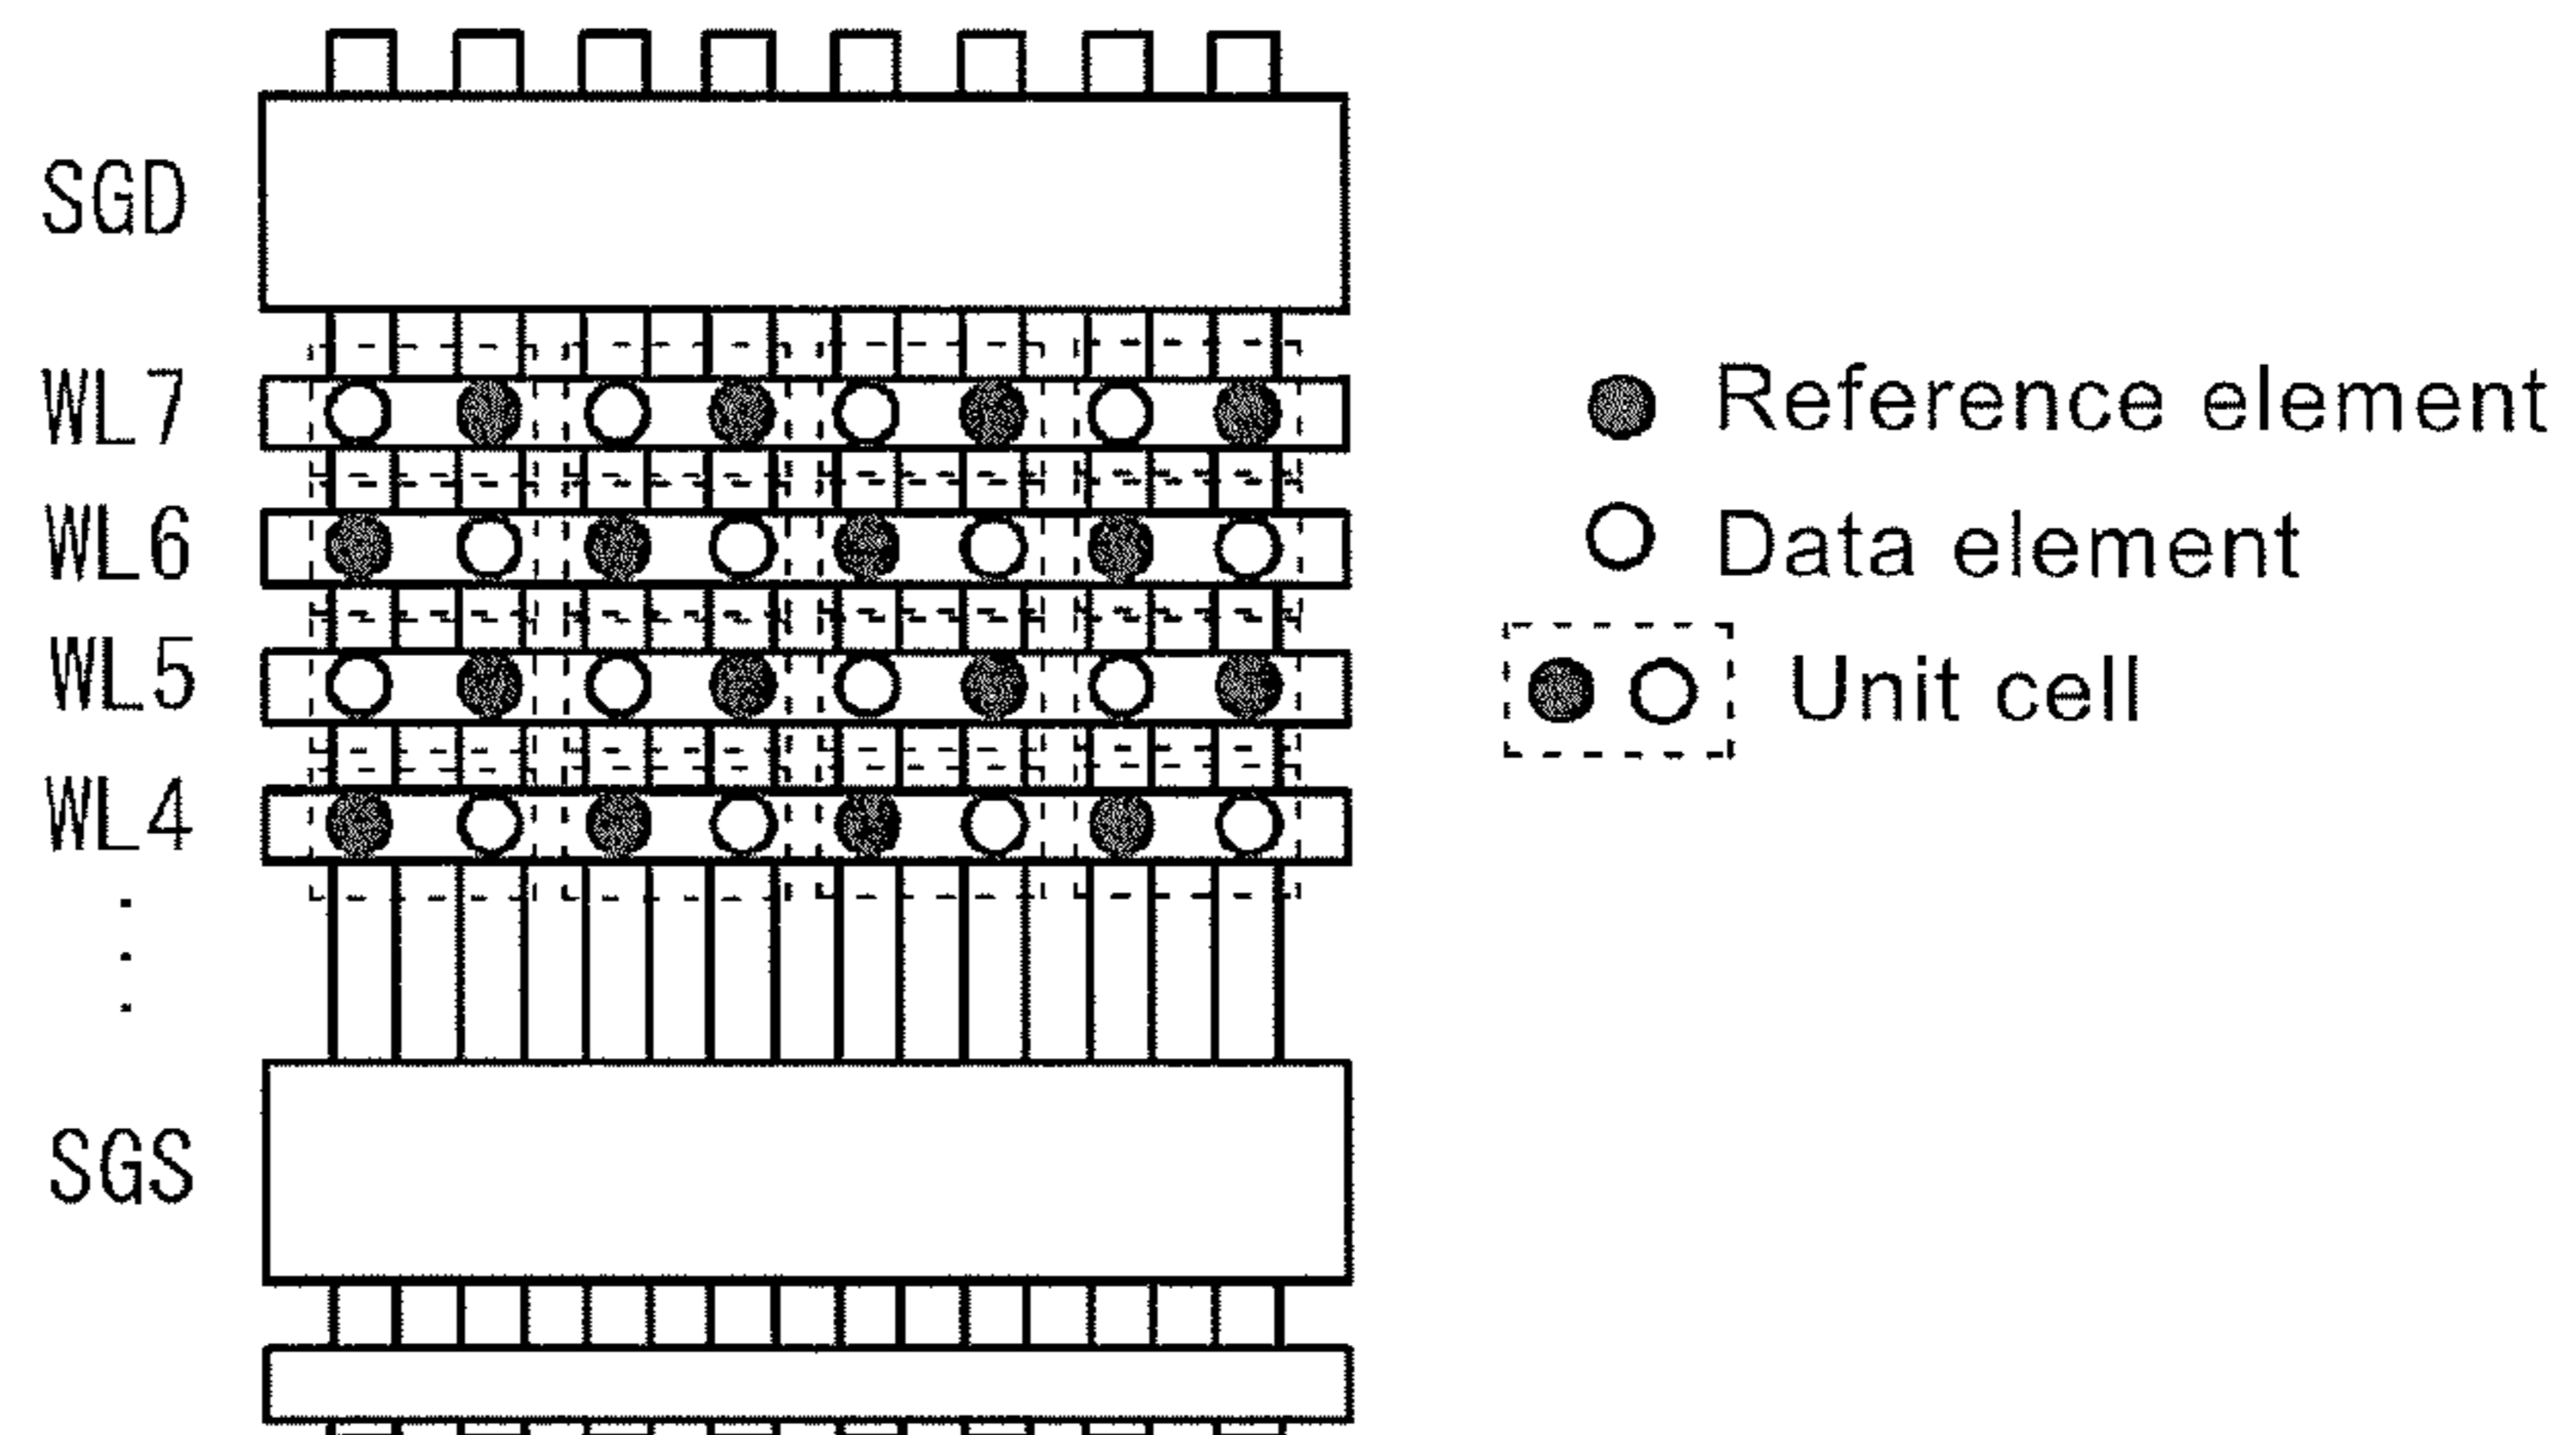 SGD
WL7
WL6
WL5
WL4
SGS
Reference element
Data element
Unit cell